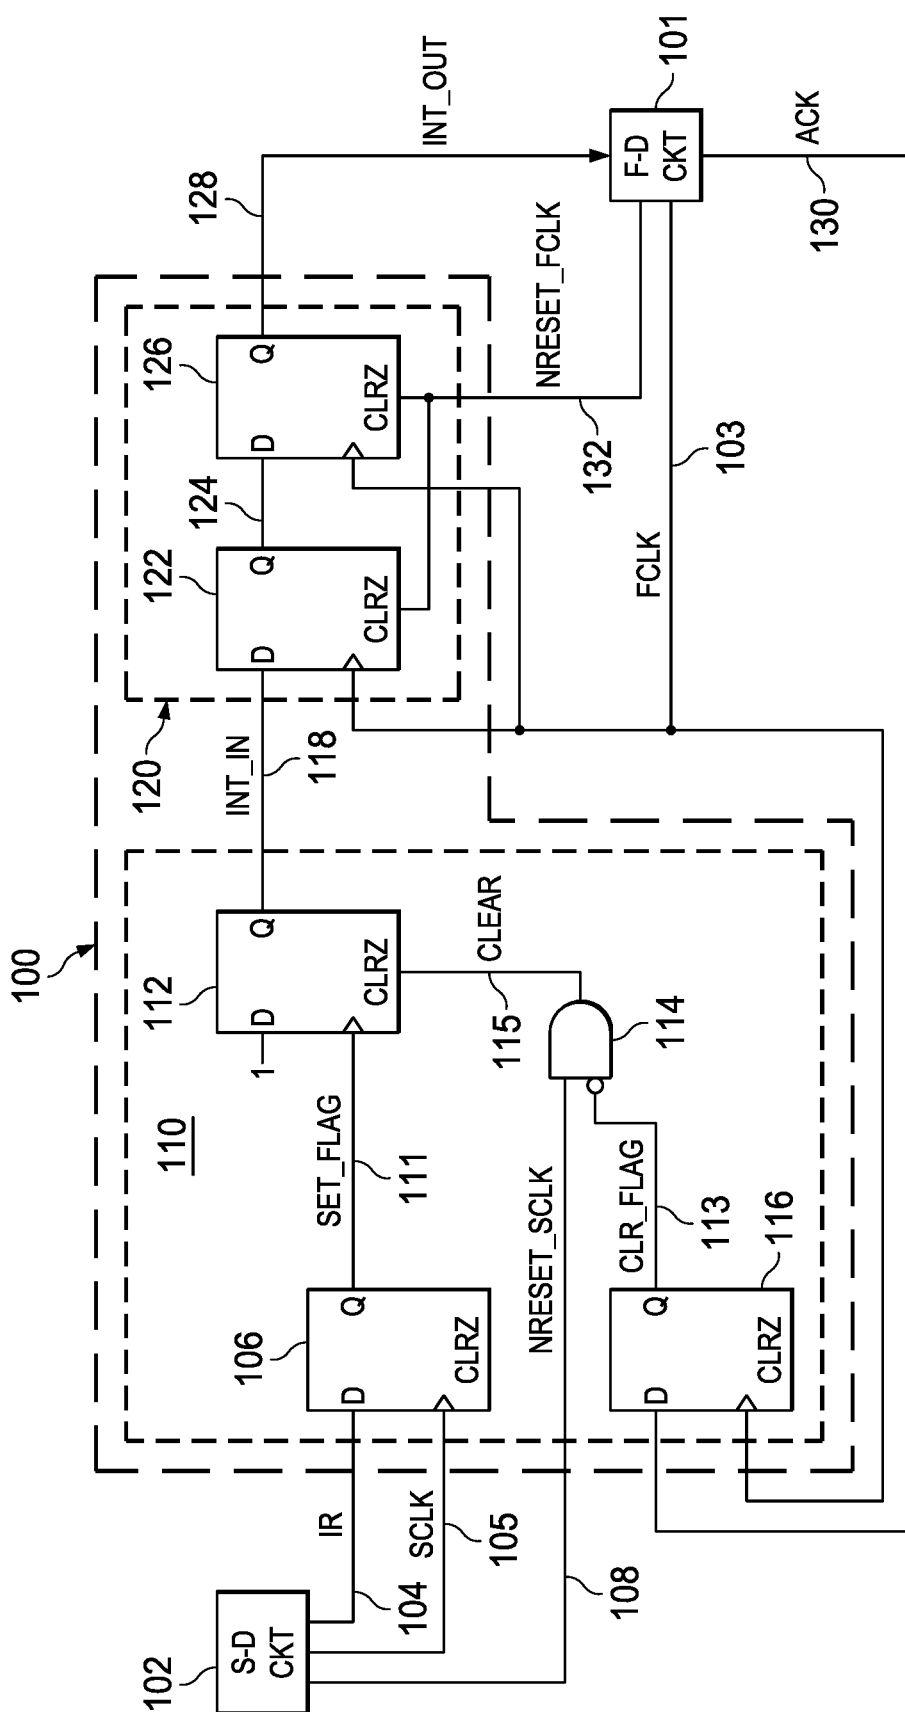 100
102
S-D
CKT
IR
104
SCLK
105
108
110
106
D
Q
CLRZ
SET_FLAG
111
112
1
D
Q
CLRZ
CLEAR
115
114
NRESET_SCLK
CLR_FLAG
113
116
D
Q
CLRZ
INT_IN
118
120
122
D
Q
CLRZ
124
126
D
Q
CLRZ
128
INT_OUT
NRESET_FCLK
132
FCLK
103
101
F-D
CKT
ACK
130